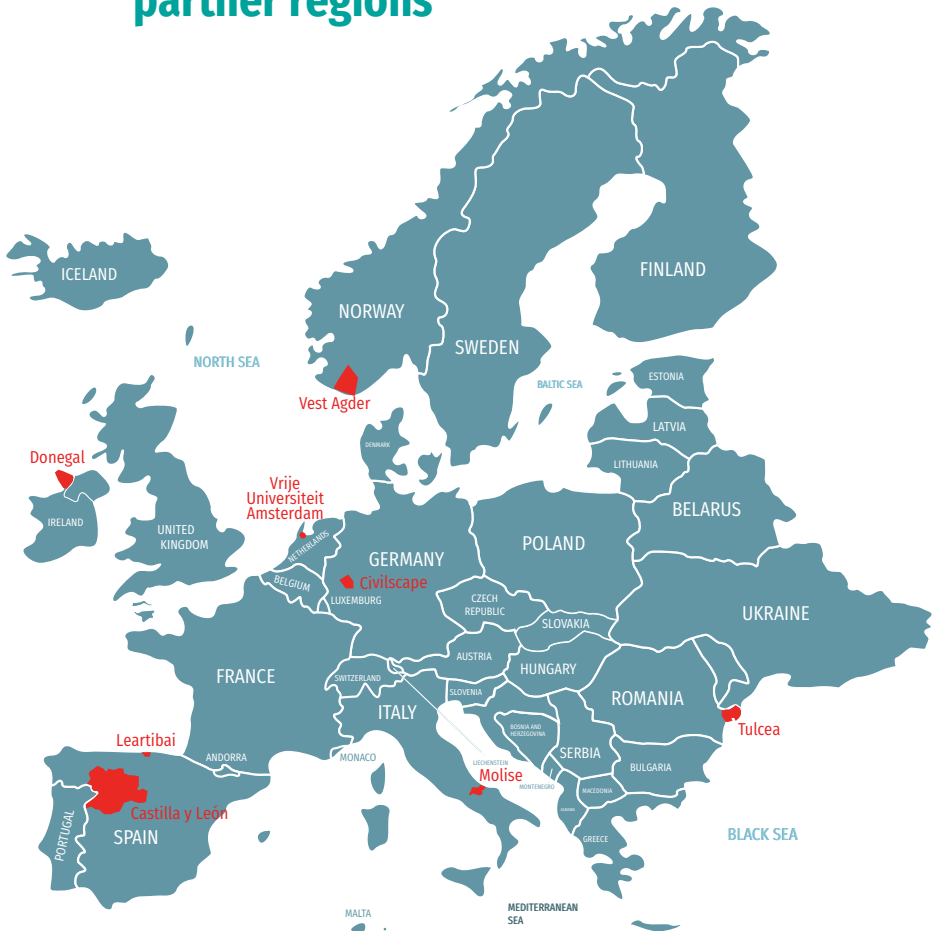 partner regions
ICELAND
NORWAY
FINLAND
SWEDEN
NORTH SEA
BALTIC SEA
ESTONIA
Vest Agder
LATVIA
DENMARK
LITHUANIA
Donegal
Vrije
Universiteit
Amsterdam
BELARUS
IRELAND
UNITED
KINGDOM
NETHERLANDS
POLAND
GERMANY
BELGIUM
Civilscape
LUXEMBURG
CZECH
REPUBLIC
UKRAINE
SLOVAKIA
AUSTRIA
HUNGARY
FRANCE
SWITZERLAND
SLOVENIA
ROMANIA
ITALY
Tulcea
BOSNIA AND
HERZEGOVINA
Leartibai
SERBIA
ANDORRA
MONACO
LIECHENSTEIN
BULGARIA
Molise
MONTENEGRO
MACEDONIA
Castilla y León
ALBANIA
PORTUGAL
SPAIN
GREECE
BLACK SEA
MEDITERRANEAN
SEA
MALTA